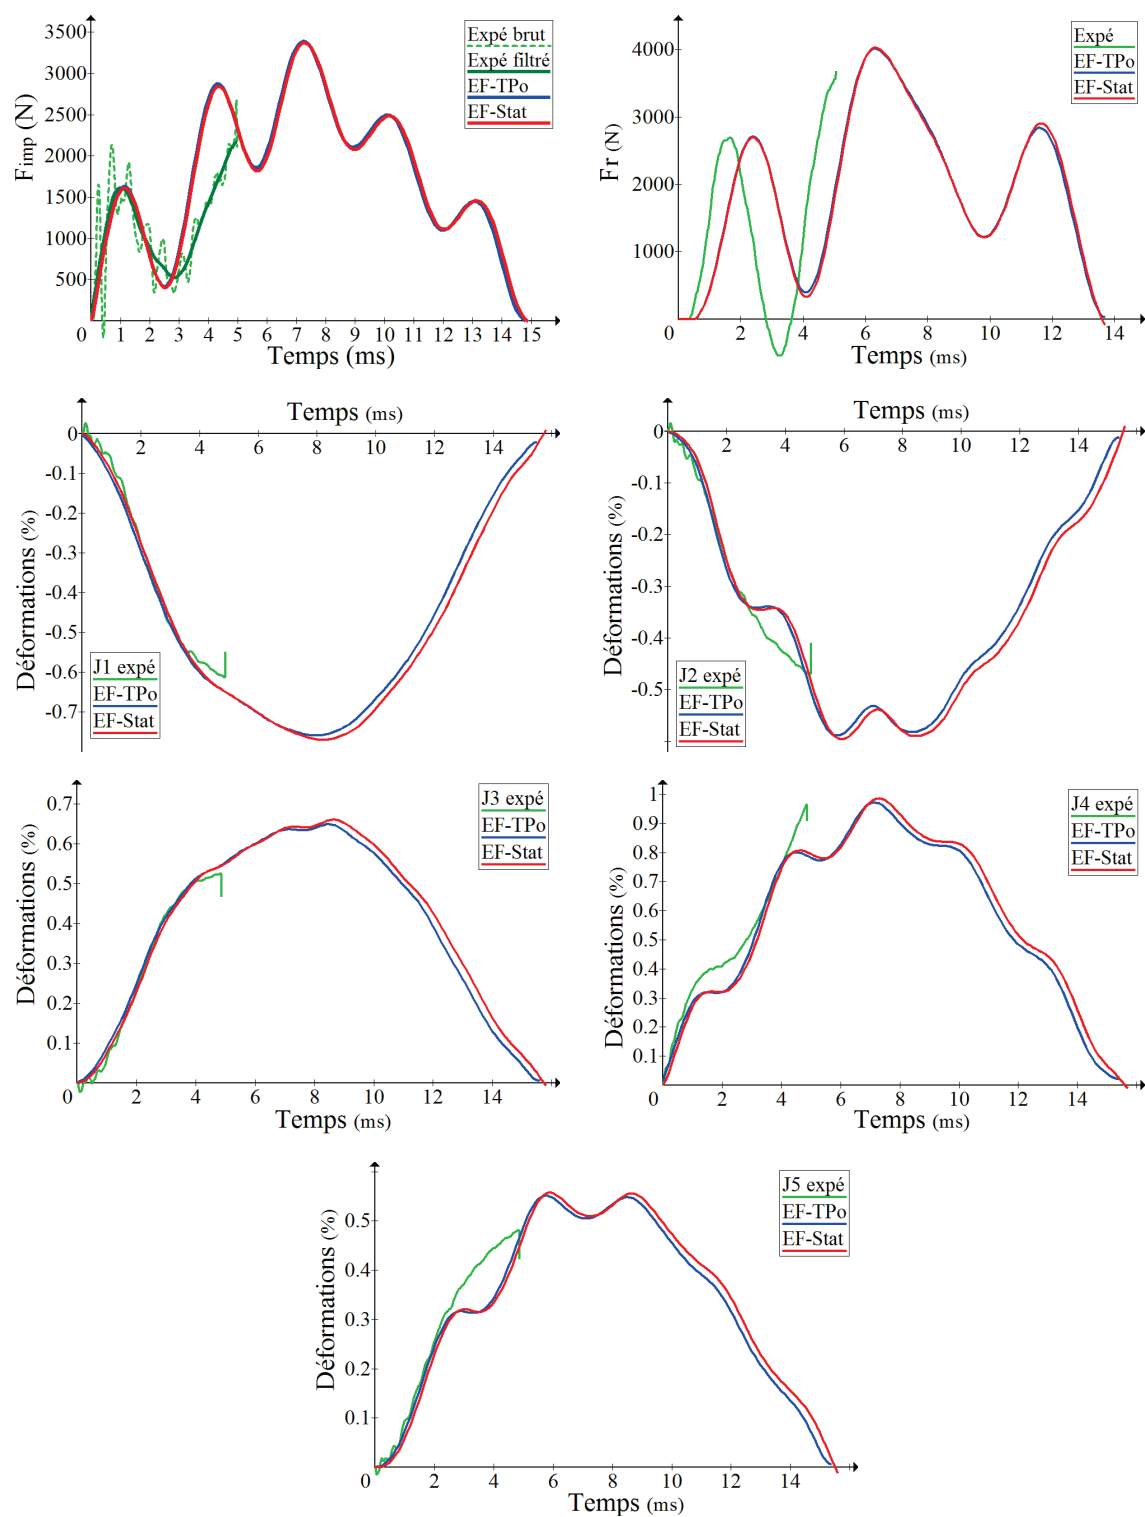 Fimp (N)
3500
3000
2500
2000
1500
1000
500
0
1 2 3 4 5 6 7 8 9 10 11 12 13 14 15
Temps (ms)
Expé brut
Expé filtré
EF-TPo
EF-Stat
Fr (N)
4000
3000
2000
1000
0 2 4 6 8 10 14
Temps (ms)
Expé
EF-TPo
EF-Stat
Temps (ms)
0
2 4 6 8 10 12 14
-0.1
-0.2
-0.3
-0.4
-0.5
-0.6
-0.7
Déformations (%)
J1 expé
EF-TPo
EF-Stat
Temps (ms)
0
2 4 6 8 10 12 14
-0.1
-0.2
-0.3
-0.4
-0.5
Déformations (%)
J2 expé
EF-TPo
EF-Stat
0.7
0.6
0.5
0.4
0.3
0.2
0.1
0 2 4 6 8 10 12 14
Déformations (%)
Temps (ms)
J3 expé
EF-TPo
EF-Stat
1
0.9
0.8
0.7
0.6
0.5
0.4
0.3
0.2
0.1
0 2 4 6 8 10 12 14
Déformations (%)
Temps (ms)
J4 expé
EF-TPo
EF-Stat
0.5
0.4
0.3
0.2
0.1
0 2 4 6 8 10 12 14
Déformations (%)
Temps (ms)
J5 expé
EF-TPo
EF-Stat